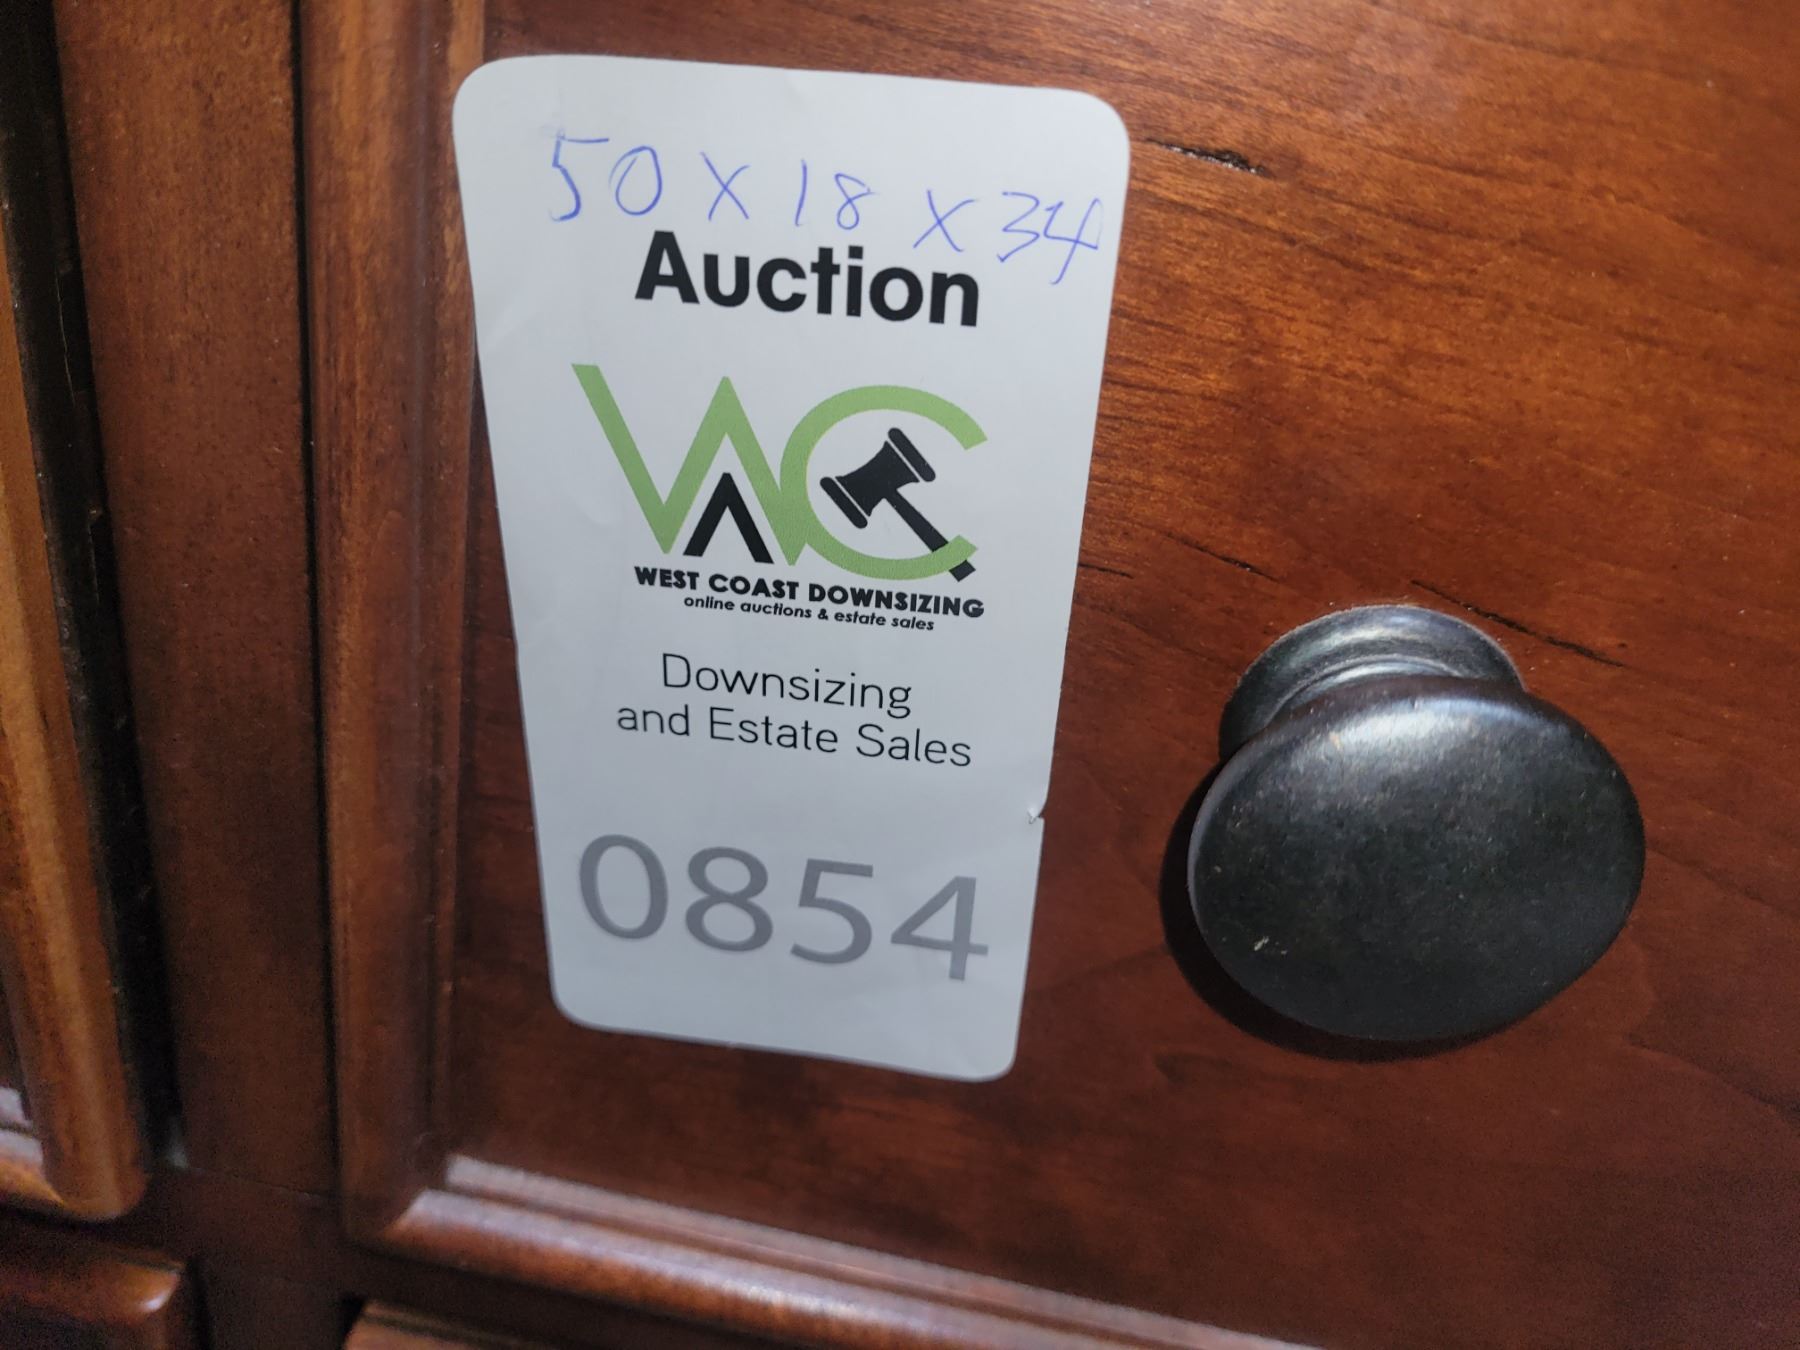 50 x 18 x 34
Auction
WC
WEST COAST DOWNSIZING
online auctions & estate sales
Downsizing
and Estate Sales
0854